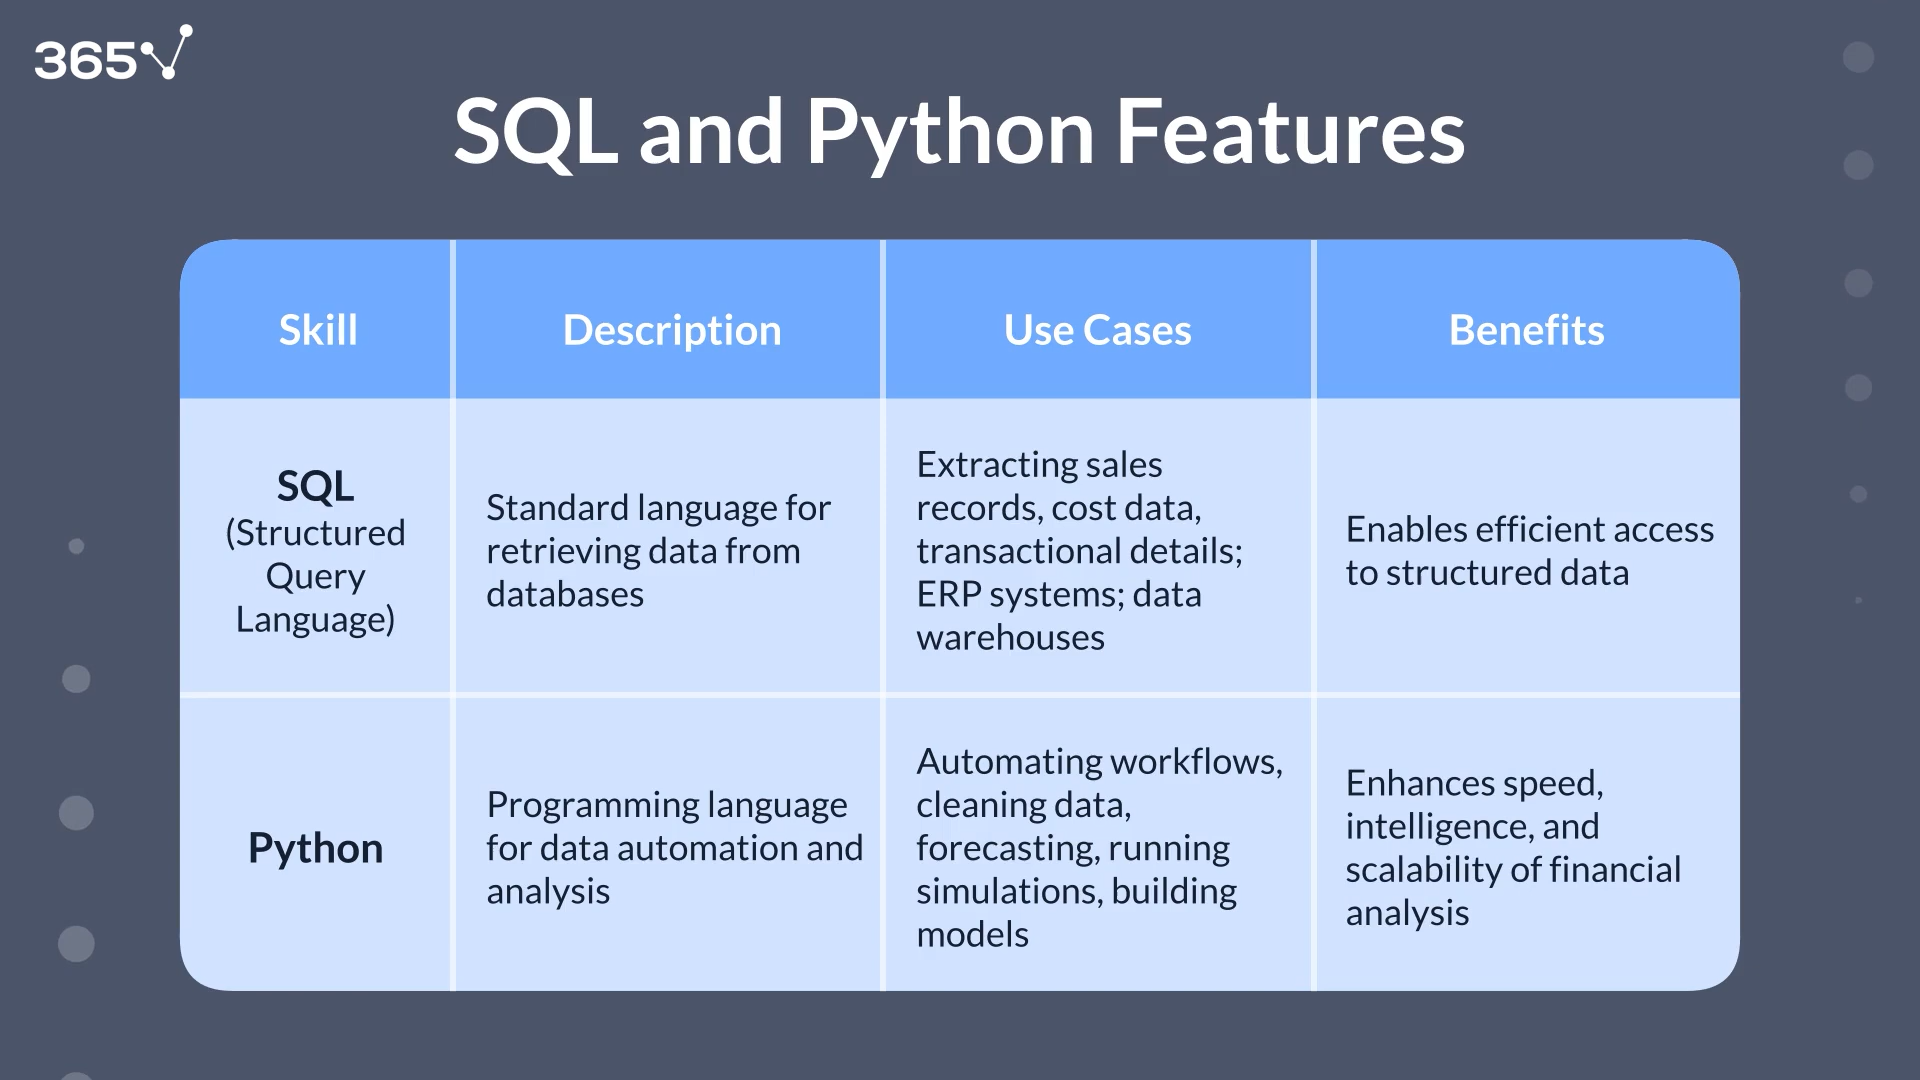 365
SQL and Python Features
Skill
Description
Use Cases
Benefits
SQL
(Structured
Query
Language)
Standard language for
retrieving data from
databases
Extracting sales
records, cost data,
transactional details;
ERP systems; data
warehouses
Enables efficient access
to structured data
Python
Programming language
for data automation and
analysis
Automating workflows,
cleaning data,
forecasting, running
simulations, building
models
Enhances speed,
intelligence, and
scalability of financial
analysis